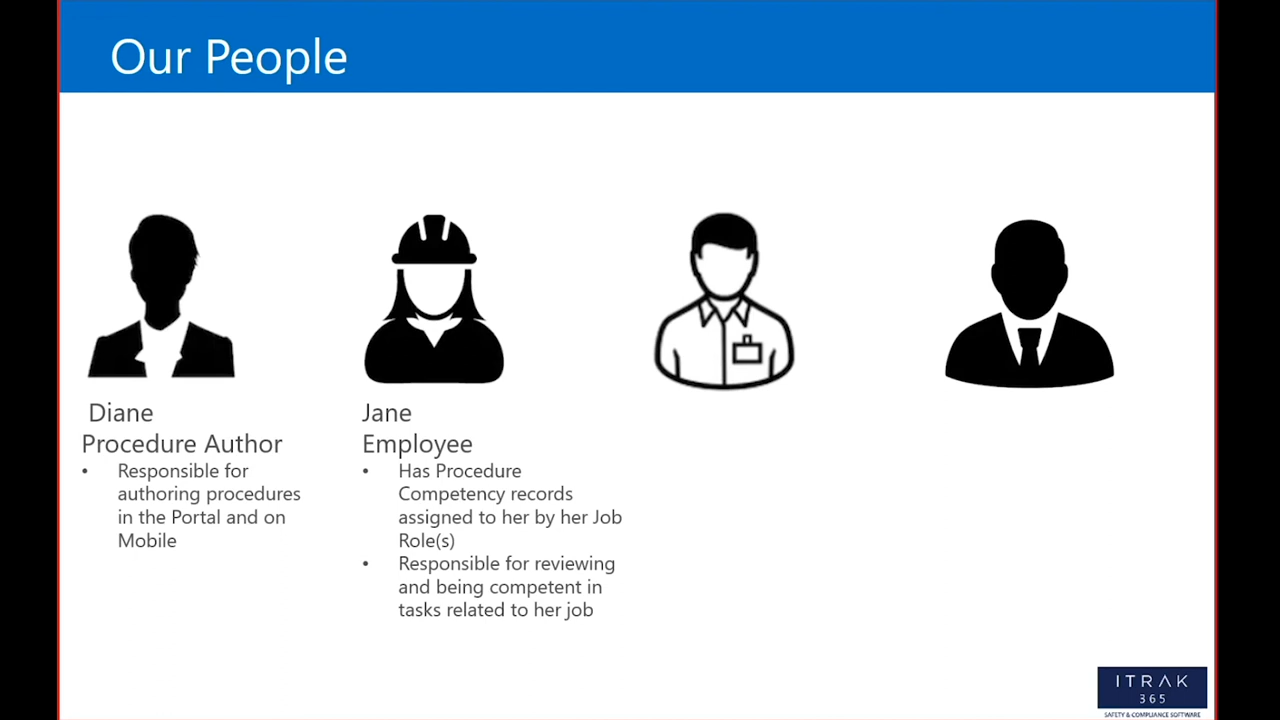 Our People
Diane
Procedure Author
• Responsible for
authoring procedures
in the Portal and on
Mobile
Jane
Employee
• Has Procedure
Competency records
assigned to her by her Job
Role(s)
• Responsible for reviewing
and being competent in
tasks related to her job
ITRAK
365
SAFETY & COMPLIANCE SOFTWARE